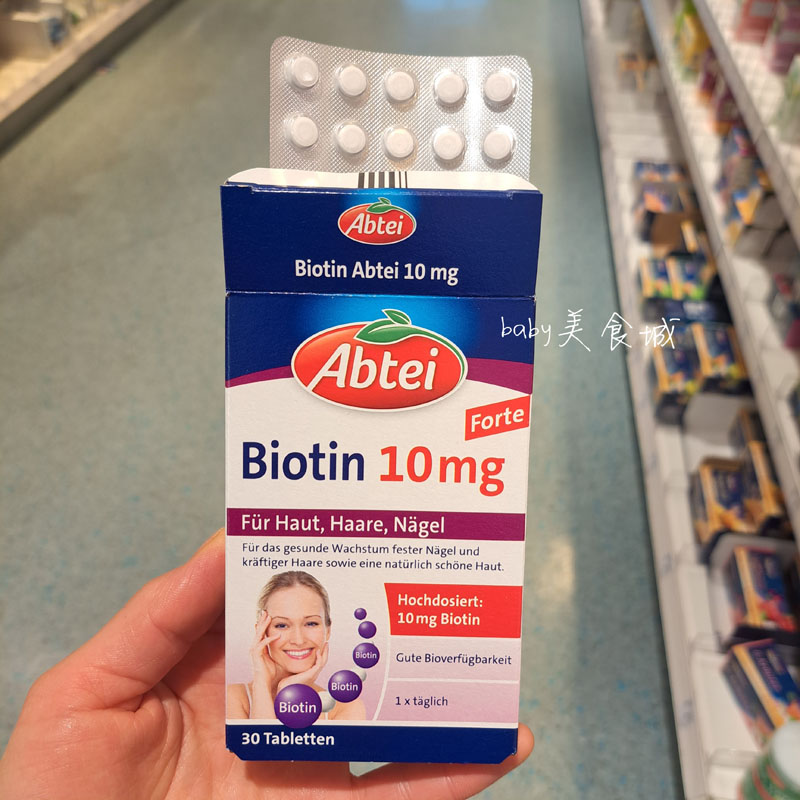 Abtei
Biotin Abtei 10 mg
baby美食城
Abtei
Forte
Biotin 10 mg
Für Haut, Haare, Nägel
Für das gesunde Wachstum fester Nägel und
kräftiger Haare sowie eine natürlich schöne Haut.
Hochdosiert:
10 mg Biotin
Biotin
Gute Bioverfügbarkeit
Biotin
Biotin
1 x täglich
30 Tabletten